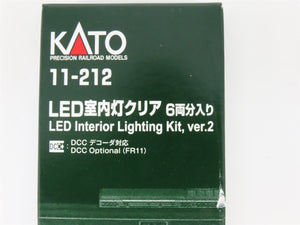 KATO
PRECISION RAILROAD MODELS
11-212
LED室内灯クリア 6両分入り
LED Interior Lighting Kit, ver.2
DCC : DCC デコーダ対応
DCC Optional (FR11)